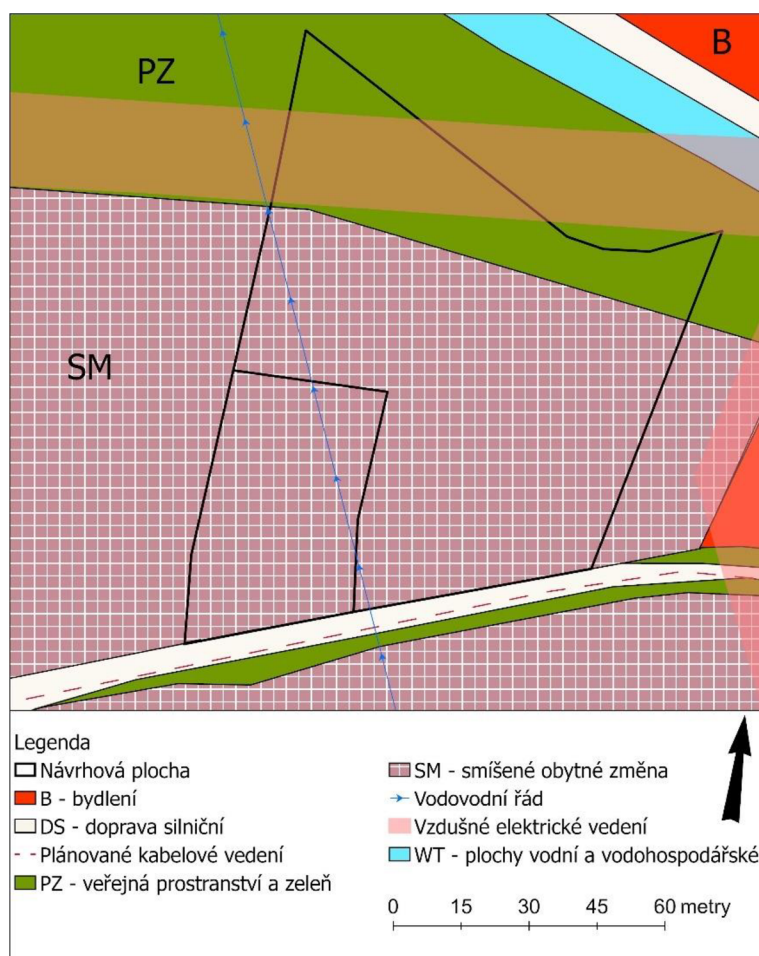 B
PZ
SM
Legenda
Návrhová plocha
B - bydlení
DS - doprava silniční
Plánované kabelové vedení
PZ - veřejná prostranství a zeleň
SM - smíšené obytné změna
Vodovodní řád
Vzdušné elektrické vedení
WT - plochy vodní a vodohospodářské
0 15 30 45 60 metry